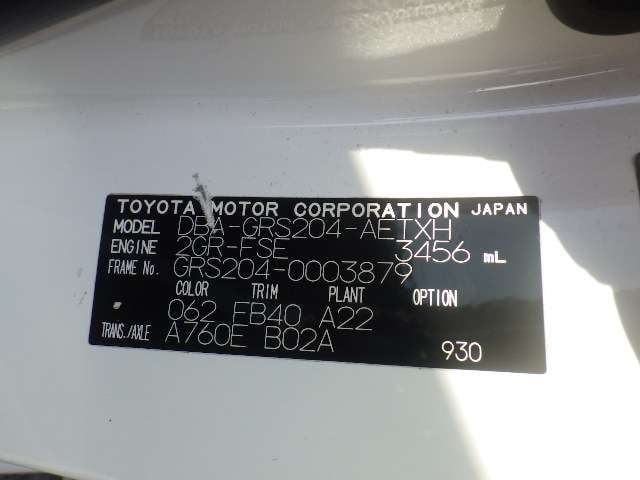 TOYOTA MOTOR CORPORATION JAPAN
MODEL DBA-GRS204-AETXH
ENGINE 2GR-FSE 3456 mL
FRAME No. GRS204-0003879
COLOR TRIM PLANT OPTION
062 FB40 A22
TRANS./AXLE A760E B02A
930